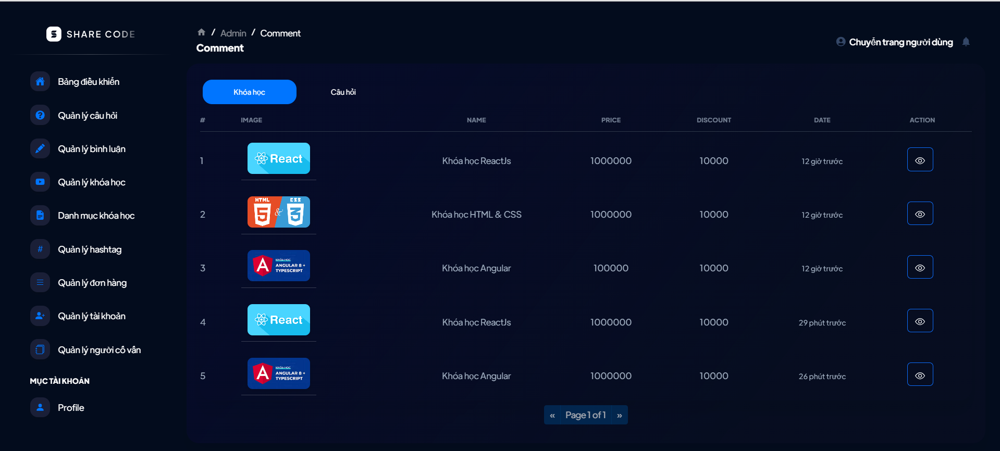 SHARE CODE
/ Admin / Comment
Comment
Chuyển trang người dùng
Bảng điều khiển
Quản lý câu hỏi
Quản lý bình luận
Quản lý khóa học
Danh mục khóa học
# Quản lý hashtag
Quản lý đơn hàng
Quản lý tài khoản
Quản lý người cố vấn
MỤC TÀI KHOẢN
Profile
Khóa học Câu hỏi
# IMAGE NAME PRICE DISCOUNT DATE ACTION
1 React Khóa học ReactJs 1000000 10000 12 giờ trước
2 HTML 5 & CSS 3 Khóa học HTML & CSS 1000000 10000 12 giờ trước
3 A KHÓA HỌC ANGULAR 8 + TYPESCRIPT Khóa học Angular 100000 10000 12 giờ trước
4 React Khóa học ReactJs 1000000 10000 29 phút trước
5 A KHÓA HỌC ANGULAR 8 + TYPESCRIPT Khóa học Angular 1000000 10000 26 phút trước
« Page 1 of 1 »